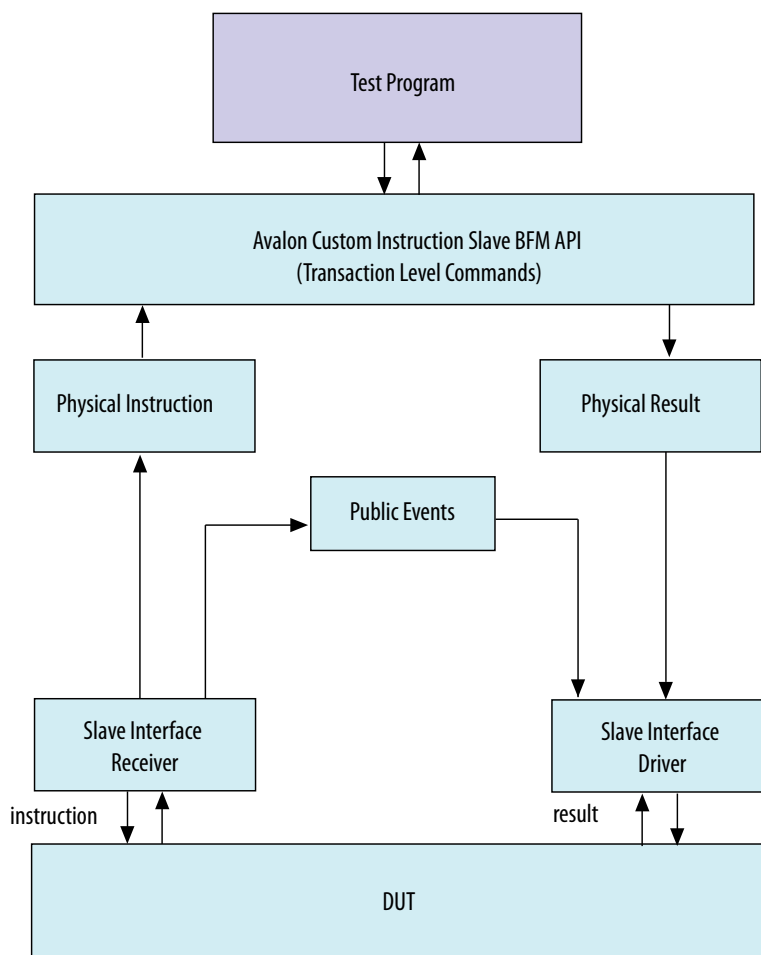 Test Program
Avalon Custom Instruction Slave BFM API
(Transaction Level Commands)
Physical Instruction
Physical Result
Public Events
Slave Interface
Receiver
Slave Interface
Driver
instruction
result
DUT